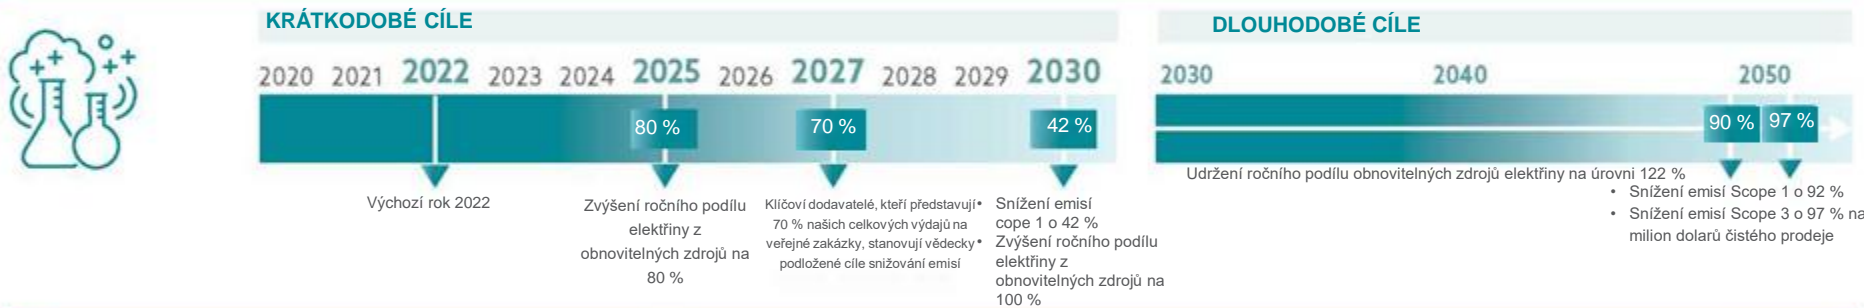 KRÁTKODOBÉ CÍLE
2020 2021 2022 2023 2024 2025 2026 2027 2028 2029 2030
80 %
70 %
42 %
Výchozí rok 2022
Zvýšení ročního podílu
elektřiny z
obnovitelných zdrojů na
80 %
Klíčoví dodavatelé, kteří představují
70 % našich celkových výdajů na
veřejné zakázky, stanovují vědecky
podložené cíle snižování emisí
• Snížení emisí
cope 1 o 42 %
• Zvýšení ročního podílu
elektřiny z
obnovitelných zdrojů na
100 %
DLOUHODOBÉ CÍLE
2030 2040 2050
90 % 97 %
Udržení ročního podílu obnovitelných zdrojů elektřiny na úrovni 122 %
• Snížení emisí Scope 1 o 92 %
• Snížení emisí Scope 3 o 97 % na
milion dolarů čistého prodeje